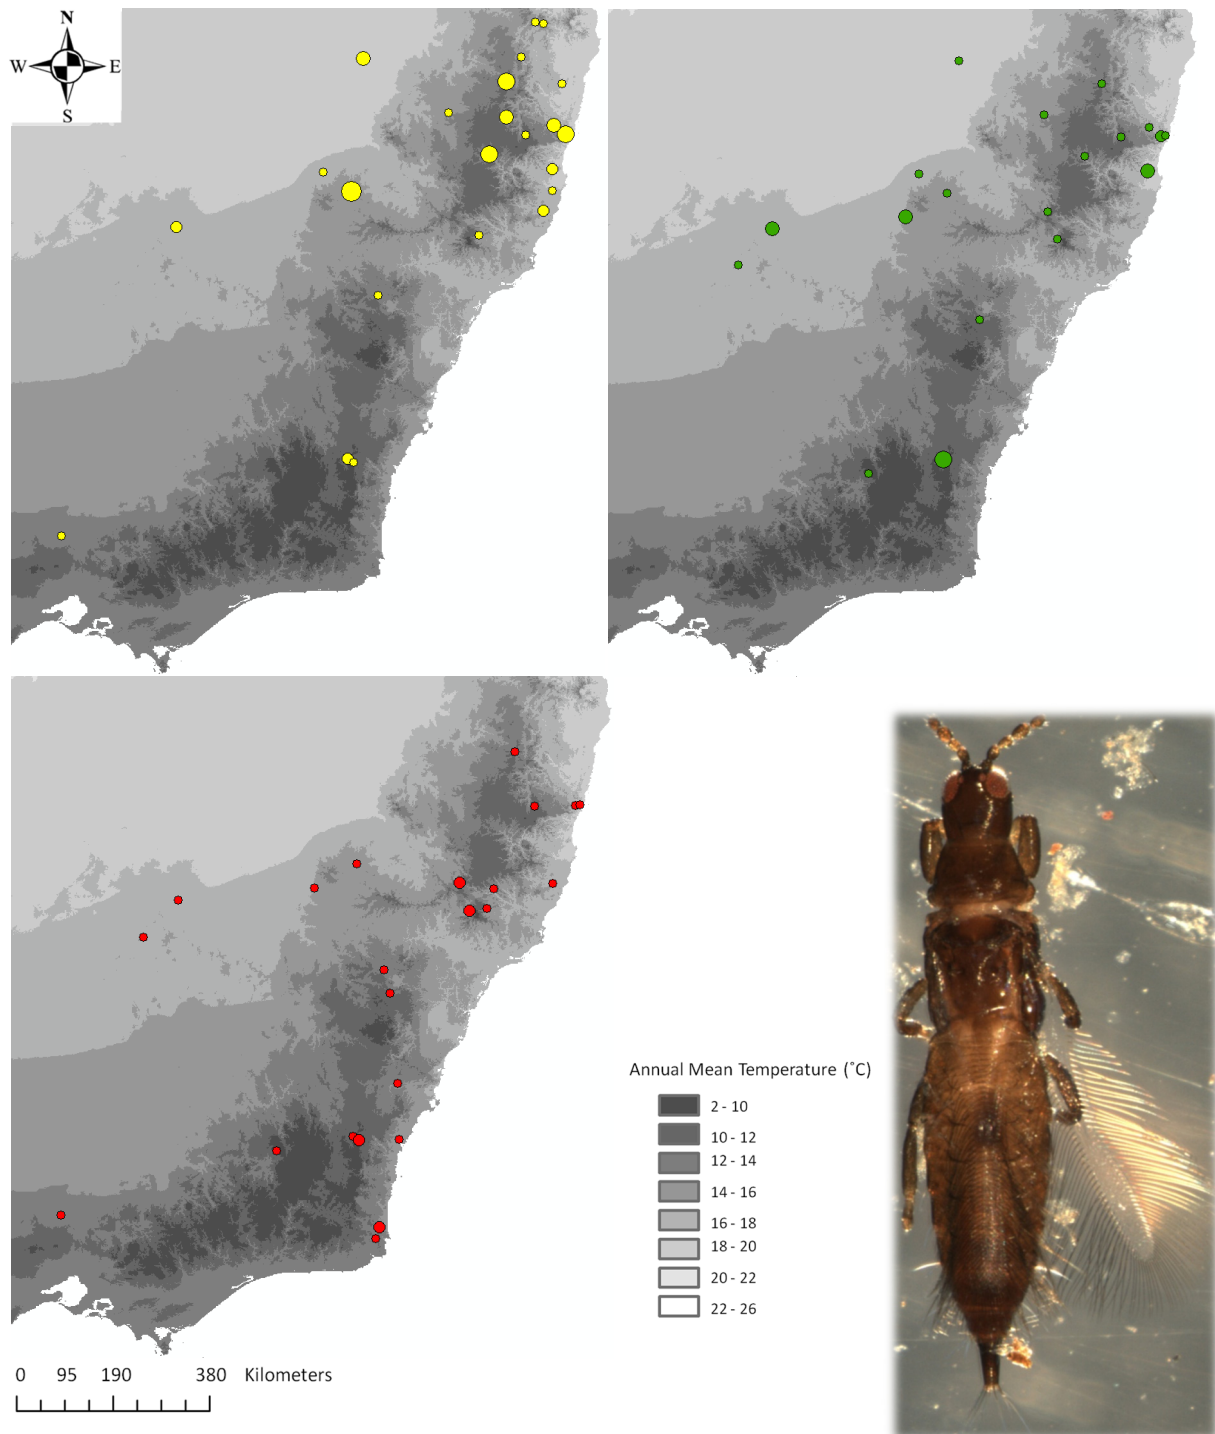 N
W E
S
Annual Mean Temperature (˚C)
2 - 10
10 - 12
12 - 14
14 - 16
16 - 18
18 - 20
20 - 22
22 - 26
0 95 190 380 Kilometers